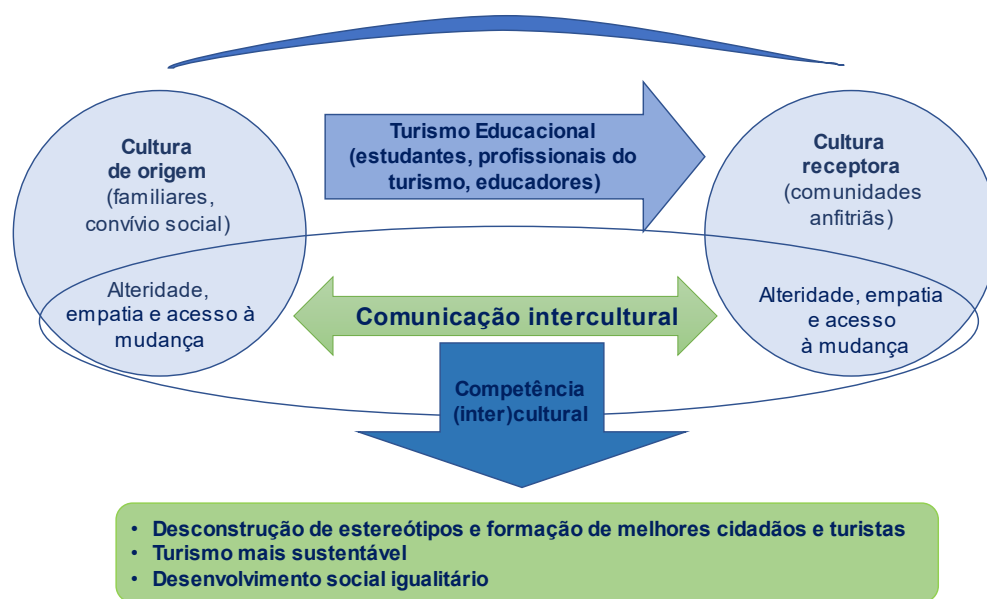 Cultura
de origem
(familiares,
convívio social)
Alteridade,
empatia e acesso à
mudança
Turismo Educacional
(estudantes, profissionais do
turismo, educadores)
Cultura
receptora
(comunidades
anfitriãs)
Alteridade, empatia
e acesso
à mudança
Comunicação intercultural
Competência
(inter)cultural
• Desconstrução de estereótipos e formação de melhores cidadãos e turistas
• Turismo mais sustentável
• Desenvolvimento social igualitário